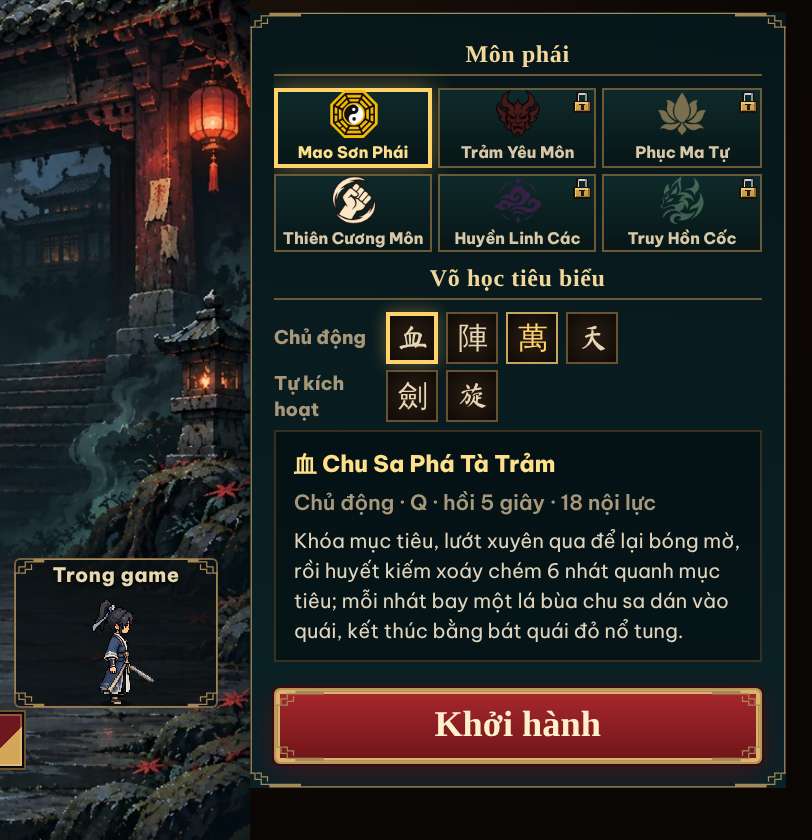 Môn phái
Mao Sơn Phái
Trảm Yêu Môn
Phục Ma Tự
Thiên Cương Môn
Huyền Linh Các
Truy Hồn Cốc
Võ học tiêu biểu
Chủ động
血 陣 萬 天
Tự kích
hoạt
劍 旋
血 Chu Sa Phá Tà Trảm
Chủ động · Q · hồi 5 giây · 18 nội lực
Khóa mục tiêu, lướt xuyên qua để lại bóng mờ,
rồi huyết kiếm xoáy chém 6 nhát quanh mục
tiêu; mỗi nhát bay một lá bùa chu sa dán vào
quái, kết thúc bằng bát quái đỏ nổ tung.
Trong game
Khởi hành